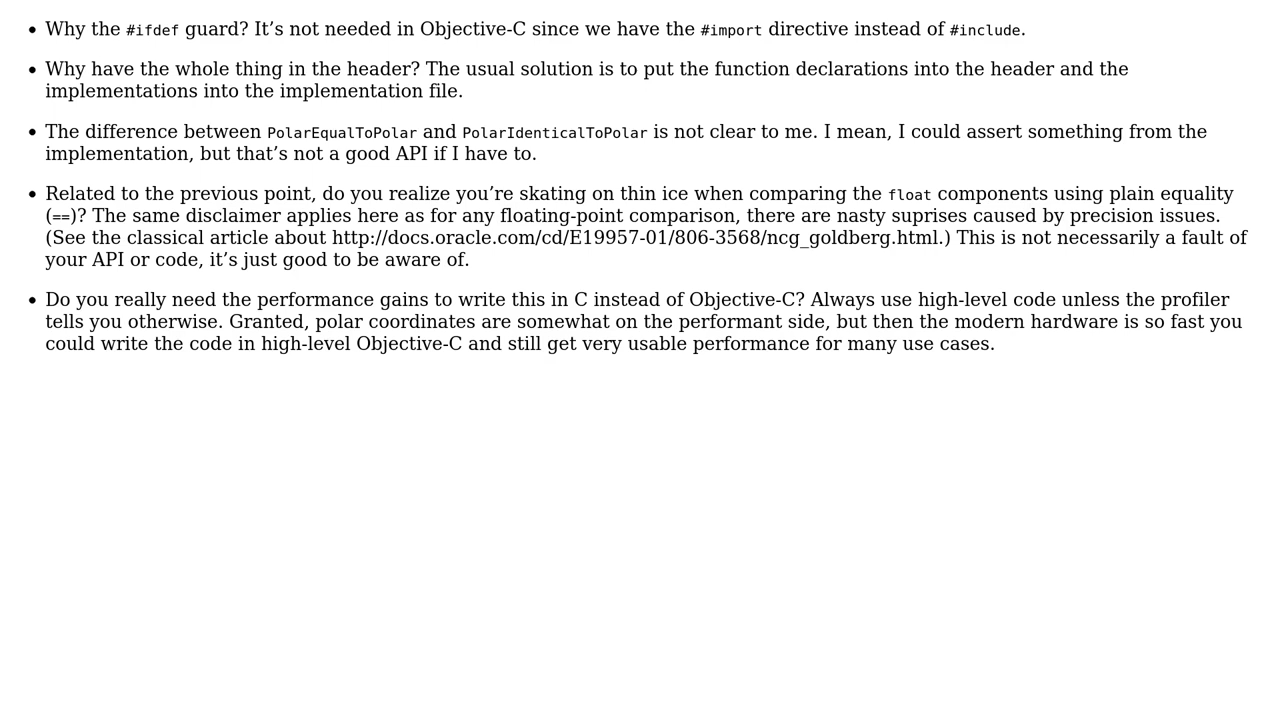 • Why the #ifdef guard? It’s not needed in Objective-C since we have the #import directive instead of #include.
• Why have the whole thing in the header? The usual solution is to put the function declarations into the header and the
implementations into the implementation file.
• The difference between PolarEqualToPolar and PolarIdenticalToPolar is not clear to me. I mean, I could assert something from the
implementation, but that’s not a good API if I have to.
• Related to the previous point, do you realize you’re skating on thin ice when comparing the float components using plain equality
(==)? The same disclaimer applies here as for any floating-point comparison, there are nasty suprises caused by precision issues.
(See the classical article about http://docs.oracle.com/cd/E19957-01/806-3568/ncg_goldberg.html.) This is not necessarily a fault of
your API or code, it’s just good to be aware of.
• Do you really need the performance gains to write this in C instead of Objective-C? Always use high-level code unless the profiler
tells you otherwise. Granted, polar coordinates are somewhat on the performant side, but then the modern hardware is so fast you
could write the code in high-level Objective-C and still get very usable performance for many use cases.